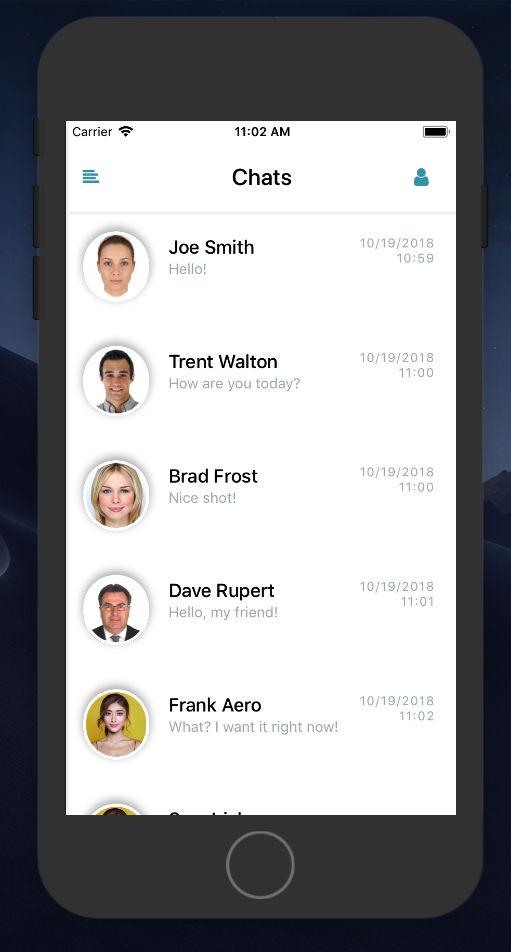 Carrier 11:02 AM
Chats
Joe Smith
10/19/2018
Hello!
10:59
Trent Walton
10/19/2018
How are you today?
11:00
Brad Frost
10/19/2018
Nice shot!
11:00
Dave Rupert
10/19/2018
Hello, my friend!
11:01
Frank Aero
10/19/2018
What? I want it right now!
11:02